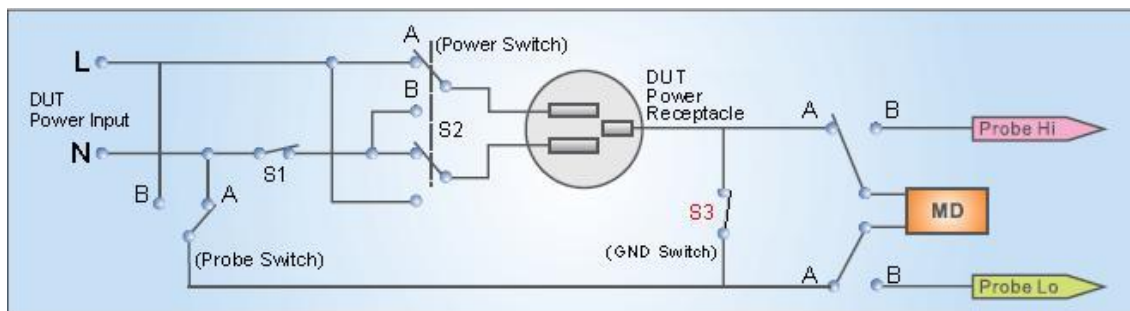 L
DUT
Power Input
N
B
A
(Probe Switch)
S1
A
(Power Switch)
B
S2
DUT
Power
Receptacle
S3
(GND Switch)
A
B
Probe Hi
MD
A
B
Probe Lo